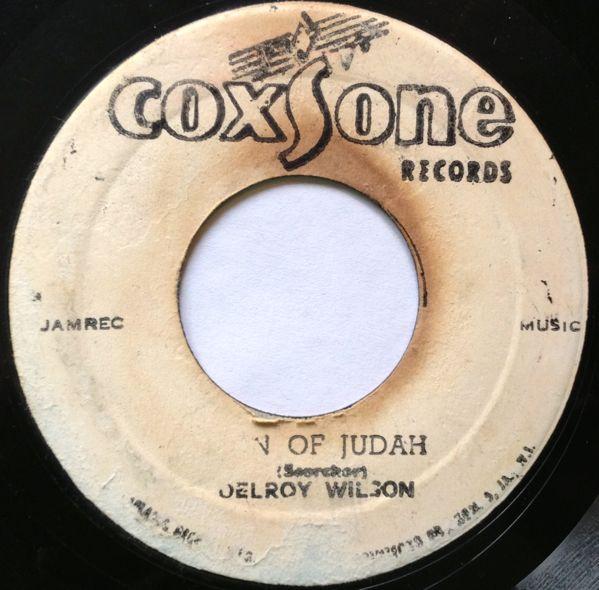 coxsone
RECORDS
JAMREC
MUSIC
N OF JUDAH
(Scorcher)
DELROY WILSON